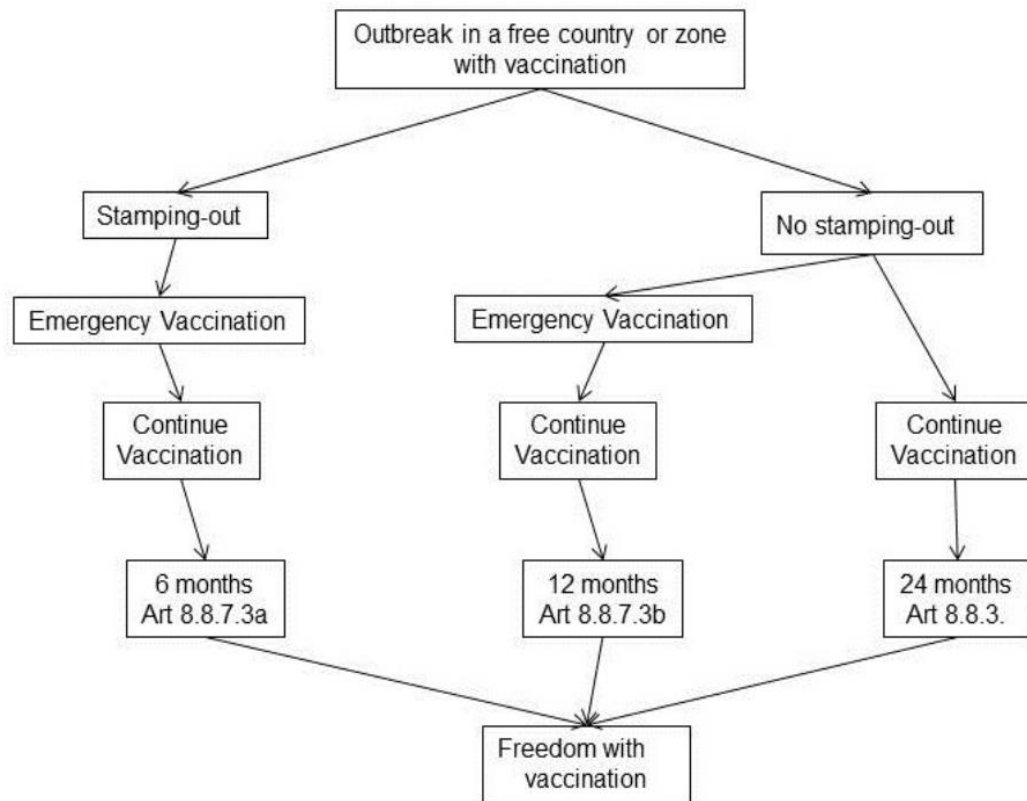 Outbreak in a free country or zone
with vaccination
Stamping-out
No stamping-out
Emergency Vaccination
Emergency Vaccination
Continue
Vaccination
Continue
Vaccination
Continue
Vaccination
6 months
Art 8.8.7.3a
12 months
Art 8.8.7.3b
24 months
Art 8.8.3.
Freedom with
vaccination